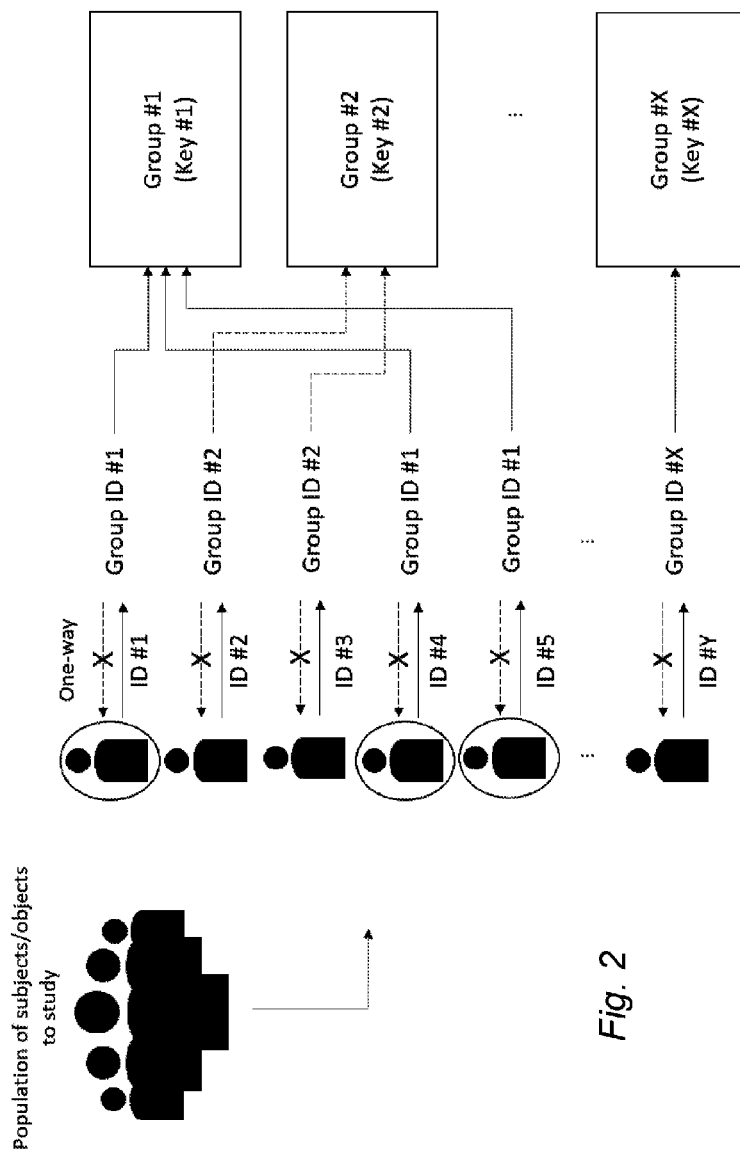 Population of subjects/objects
to study
One-way
X
ID #1
Group ID #1
X
ID #2
Group ID #2
X
ID #3
Group ID #2
X
ID #4
Group ID #1
X
ID #5
Group ID #1
...
...
X
ID #Y
Group ID #X
Group #1
(Key #1)
Group #2
(Key #2)
...
Group #X
(Key #X)
Fig. 2